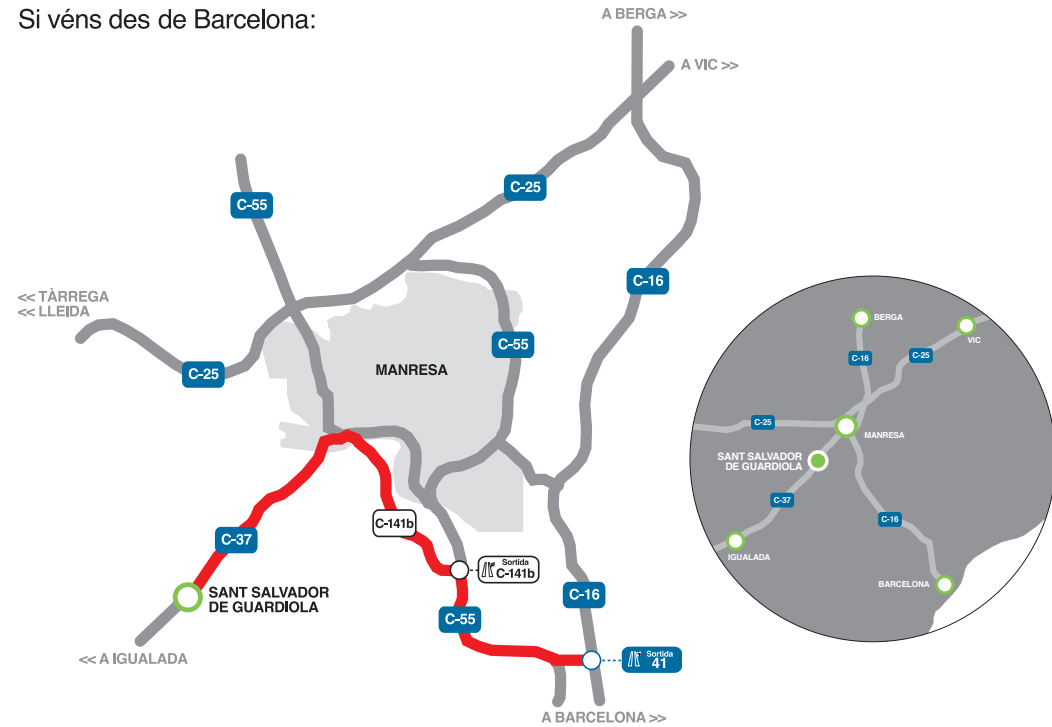 Si véns des de Barcelona:
A BERGA >>
A VIC >>
C-25
C-55
C-16
<< TÀRREGA
<< LLEIDA
C-55
C-25
MANRESA
C-141b
C-37
Sortida
C-141b
SANT SALVADOR
DE GUARDIOLA
C-55
C-16
<< A IGUALADA
Sortida
41
A BARCELONA >>
BERGA
VIC
C-16
C-25
C-25
MANRESA
SANT SALVADOR
DE GUARDIOLA
C-37
C-16
IGUALADA
BARCELONA